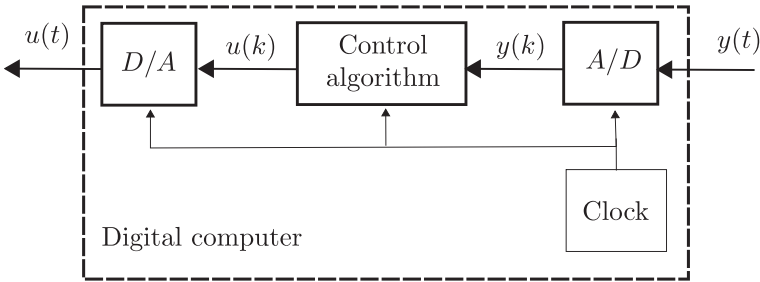 u(t)
D/A
u(k)
Control
algorithm
y(k)
A/D
y(t)
Clock
Digital computer